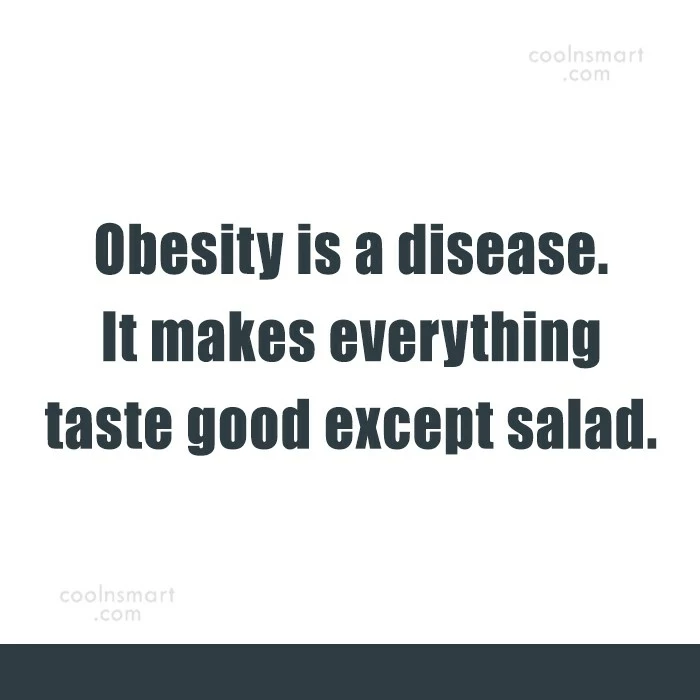 coolnsmart
.com
Obesity is a disease.
It makes everything
taste good except salad.
coolnsmart
.com